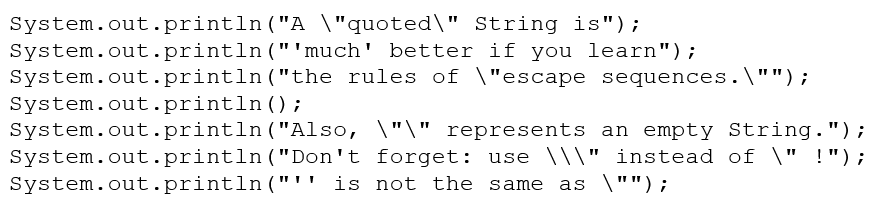 System.out.println("A \"quoted\" String is");
System.out.println("'much' better if you learn");
System.out.println("the rules of \"escape sequences.\"");
System.out.println();
System.out.println("Also, \"\" represents an empty String.");
System.out.println("Don't forget: use \\\" instead of \" !");
System.out.println("'' is not the same as \"");